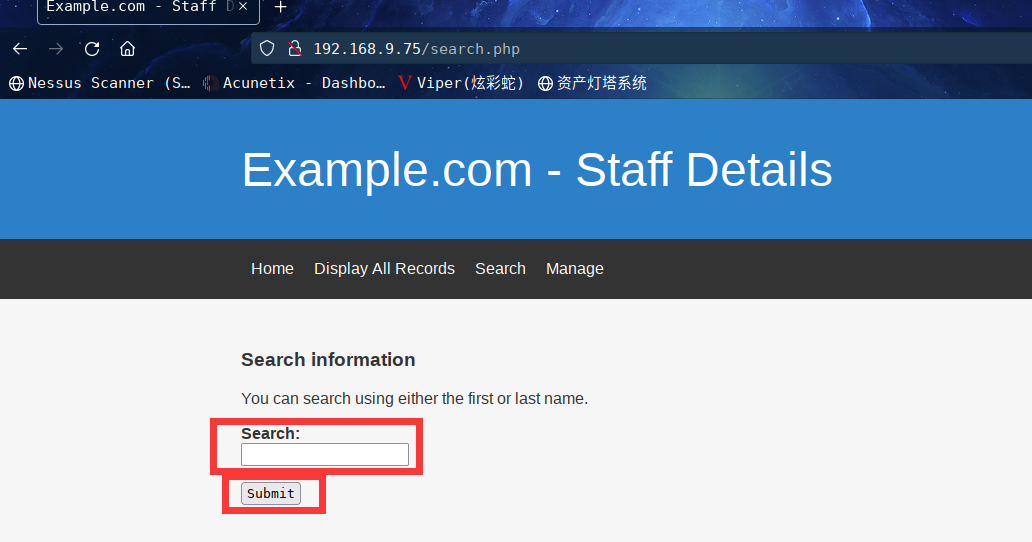 Example.com - Staff D
192.168.9.75/search.php
Nessus Scanner (S… Acunetix - Dashbo… Viper(炫彩蛇) 资产灯塔系统
Example.com - Staff Details
Home Display All Records Search Manage
Search information
You can search using either the first or last name.
Search:
Submit